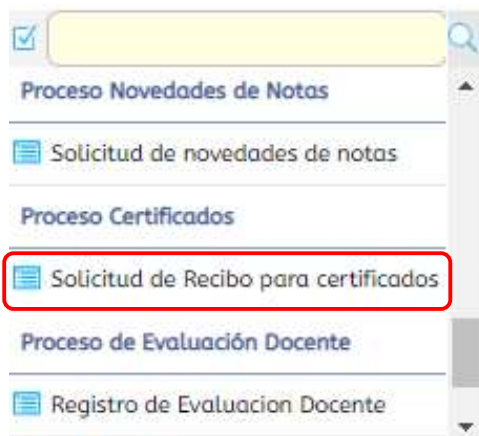 Proceso Novedades de Notas
Solicitud de novedades de notas
Proceso Certificados
Solicitud de Recibo para certificados
Proceso de Evaluación Docente
Registro de Evaluacion Docente